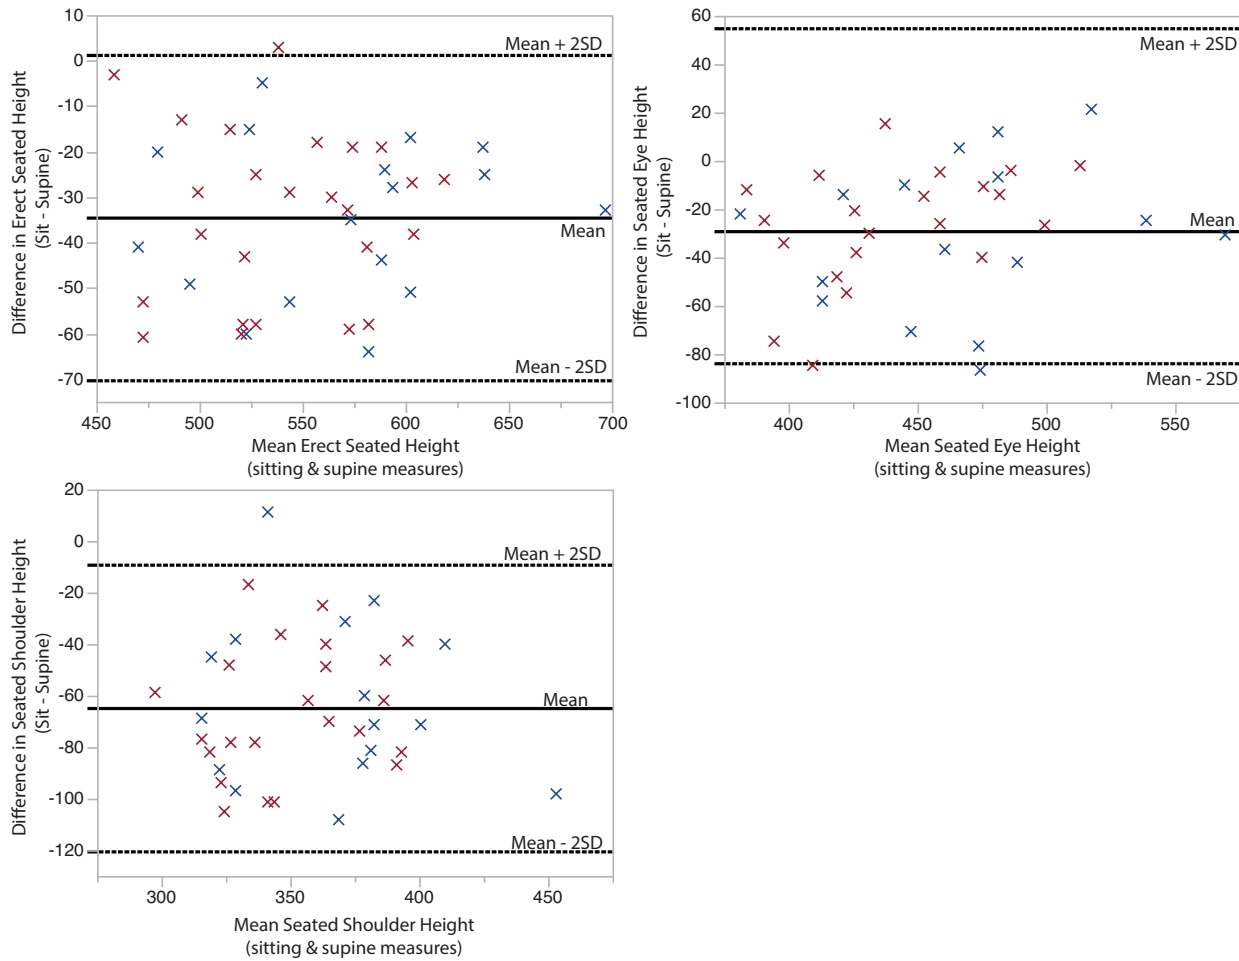 10
0
-10
-20
-30
-40
-50
-60
-70
Difference in Erect Seated Height
(Sit - Supine)
Mean + 2SD
Mean
Mean - 2SD
450
500
550
600
650
700
Mean Erect Seated Height
(sitting & supine measures)
60
40
20
0
-20
-40
-60
-80
-100
Difference in Seated Eye Height
(Sit - Supine)
Mean + 2SD
Mean
Mean - 2SD
400
450
500
550
Mean Seated Eye Height
(sitting & supine measures)
20
0
-20
-40
-60
-80
-100
-120
Difference in Seated Shoulder Height
(Sit - Supine)
Mean + 2SD
Mean
Mean - 2SD
300
350
400
450
Mean Seated Shoulder Height
(sitting & supine measures)